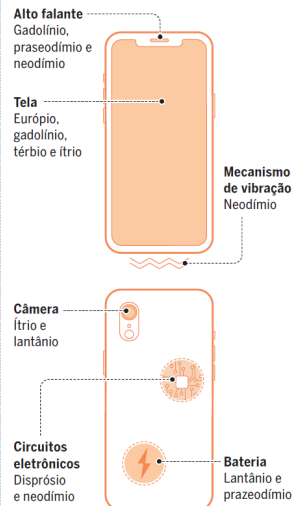 Alto falante
Gadolínio,
praseodímio e
neodímio
Tela
Európio,
gadolínio,
térbio e ítrio
Mecanismo
de vibração
Neodímio
Câmera
Ítrio e
lantânio
Circuitos
eletrônicos
Disprósio
e neodímio
Bateria
Lantânio e
prazeodímio